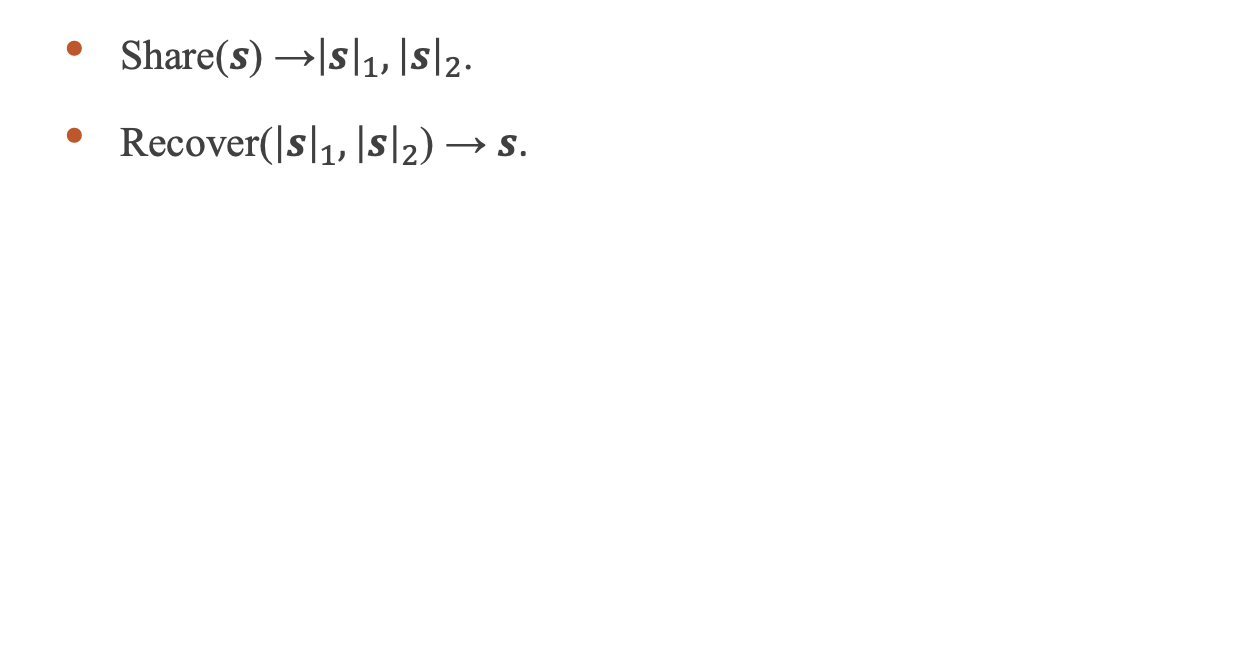 • Share(s) →|s|₁, |s|₂.
• Recover(|s|₁, |s|₂) → s.